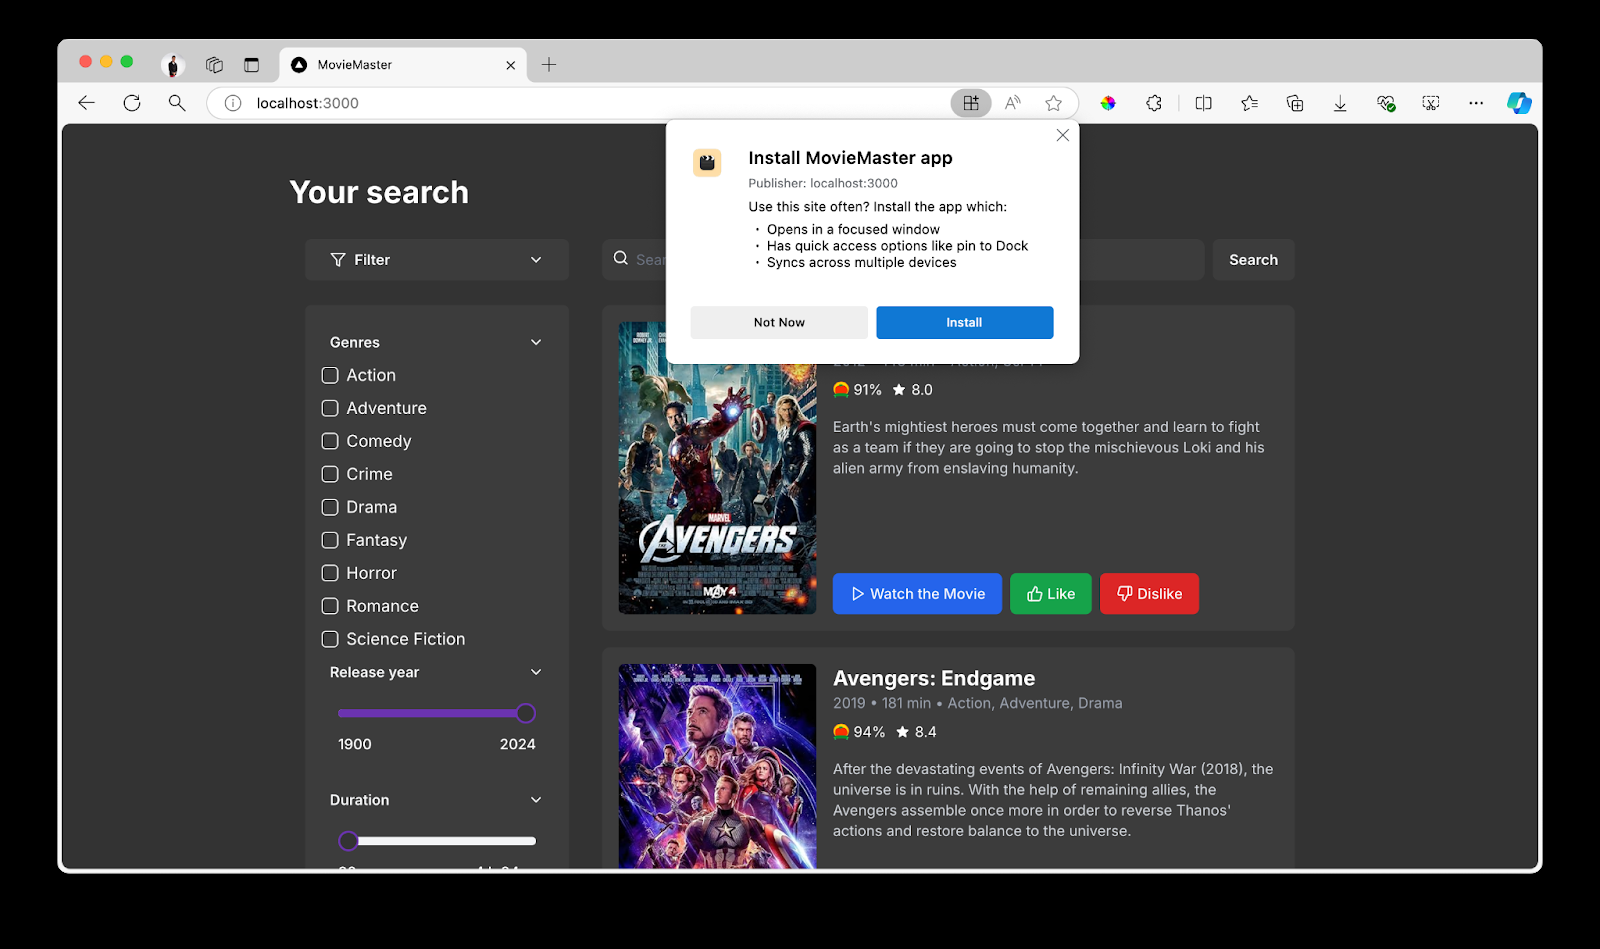 MovieMaster
localhost:3000
Install MovieMaster app
Publisher: localhost:3000
Use this site often? Install the app which:
• Opens in a focused window
• Has quick access options like pin to Dock
• Syncs across multiple devices
Not Now
Install
Your search
Filter
Search
Genres
Action
Adventure
Comedy
Crime
Drama
Fantasy
Horror
Romance
Science Fiction
Release year
1900
2024
Duration
MARVEL
THE AVENGERS
MAY 4
91%
8.0
Earth's mightiest heroes must come together and learn to fight
as a team if they are going to stop the mischievous Loki and his
alien army from enslaving humanity.
Watch the Movie
Like
Dislike
Avengers: Endgame
2019 • 181 min • Action, Adventure, Drama
94%
8.4
After the devastating events of Avengers: Infinity War (2018), the
universe is in ruins. With the help of remaining allies, the
Avengers assemble once more in order to reverse Thanos'
actions and restore balance to the universe.